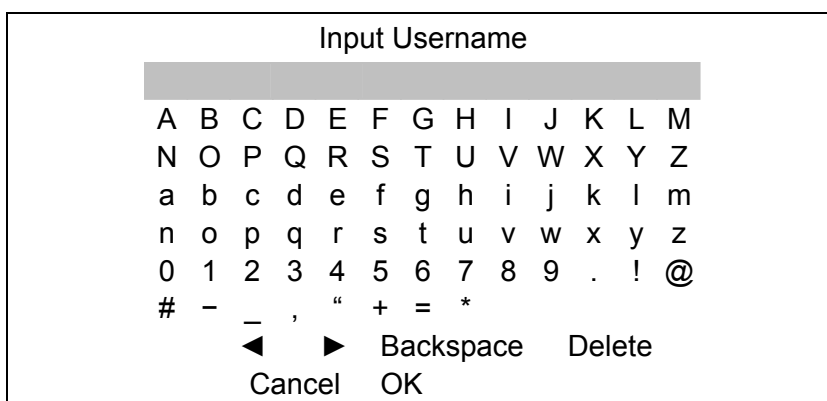 Input Username
A B C D E F G H I J K L M
N O P Q R S T U V W X Y Z
a b c d e f g h i j k l m
n o p q r s t u v w x y z
0 1 2 3 4 5 6 7 8 9 . ! @
# − _ , “ + = *
◄ ► Backspace Delete
Cancel OK